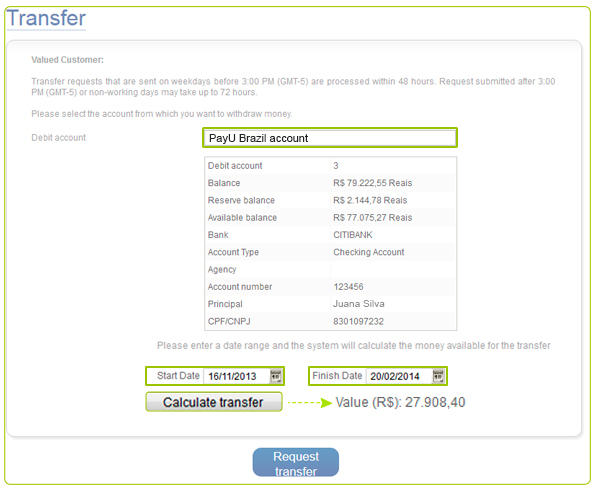 Transfer
Valued Customer:
Transfer requests that are sent on weekdays before 3:00 PM (GMT-5) are processed within 48 hours. Request submitted after 3:00
PM (GMT-5) or non-working days may take up to 72 hours.
Please select the account from which you want to withdraw money.
Debit account PayU Brazil account
Debit account 3
Balance R$ 79.222,55 Reais
Reserve balance R$ 2.144,78 Reais
Available balance R$ 77.075,27 Reais
Bank CITIBANK
Account Type Checking Account
Agency
Account number 123456
Principal Juana Silva
CPF/CNPJ 8301097232
Please enter a date range and the system will calculate the money available for the transfer
Start Date 16/11/2013 Finish Date 20/02/2014
Calculate transfer Value (R$): 27.908,40
Request
transfer